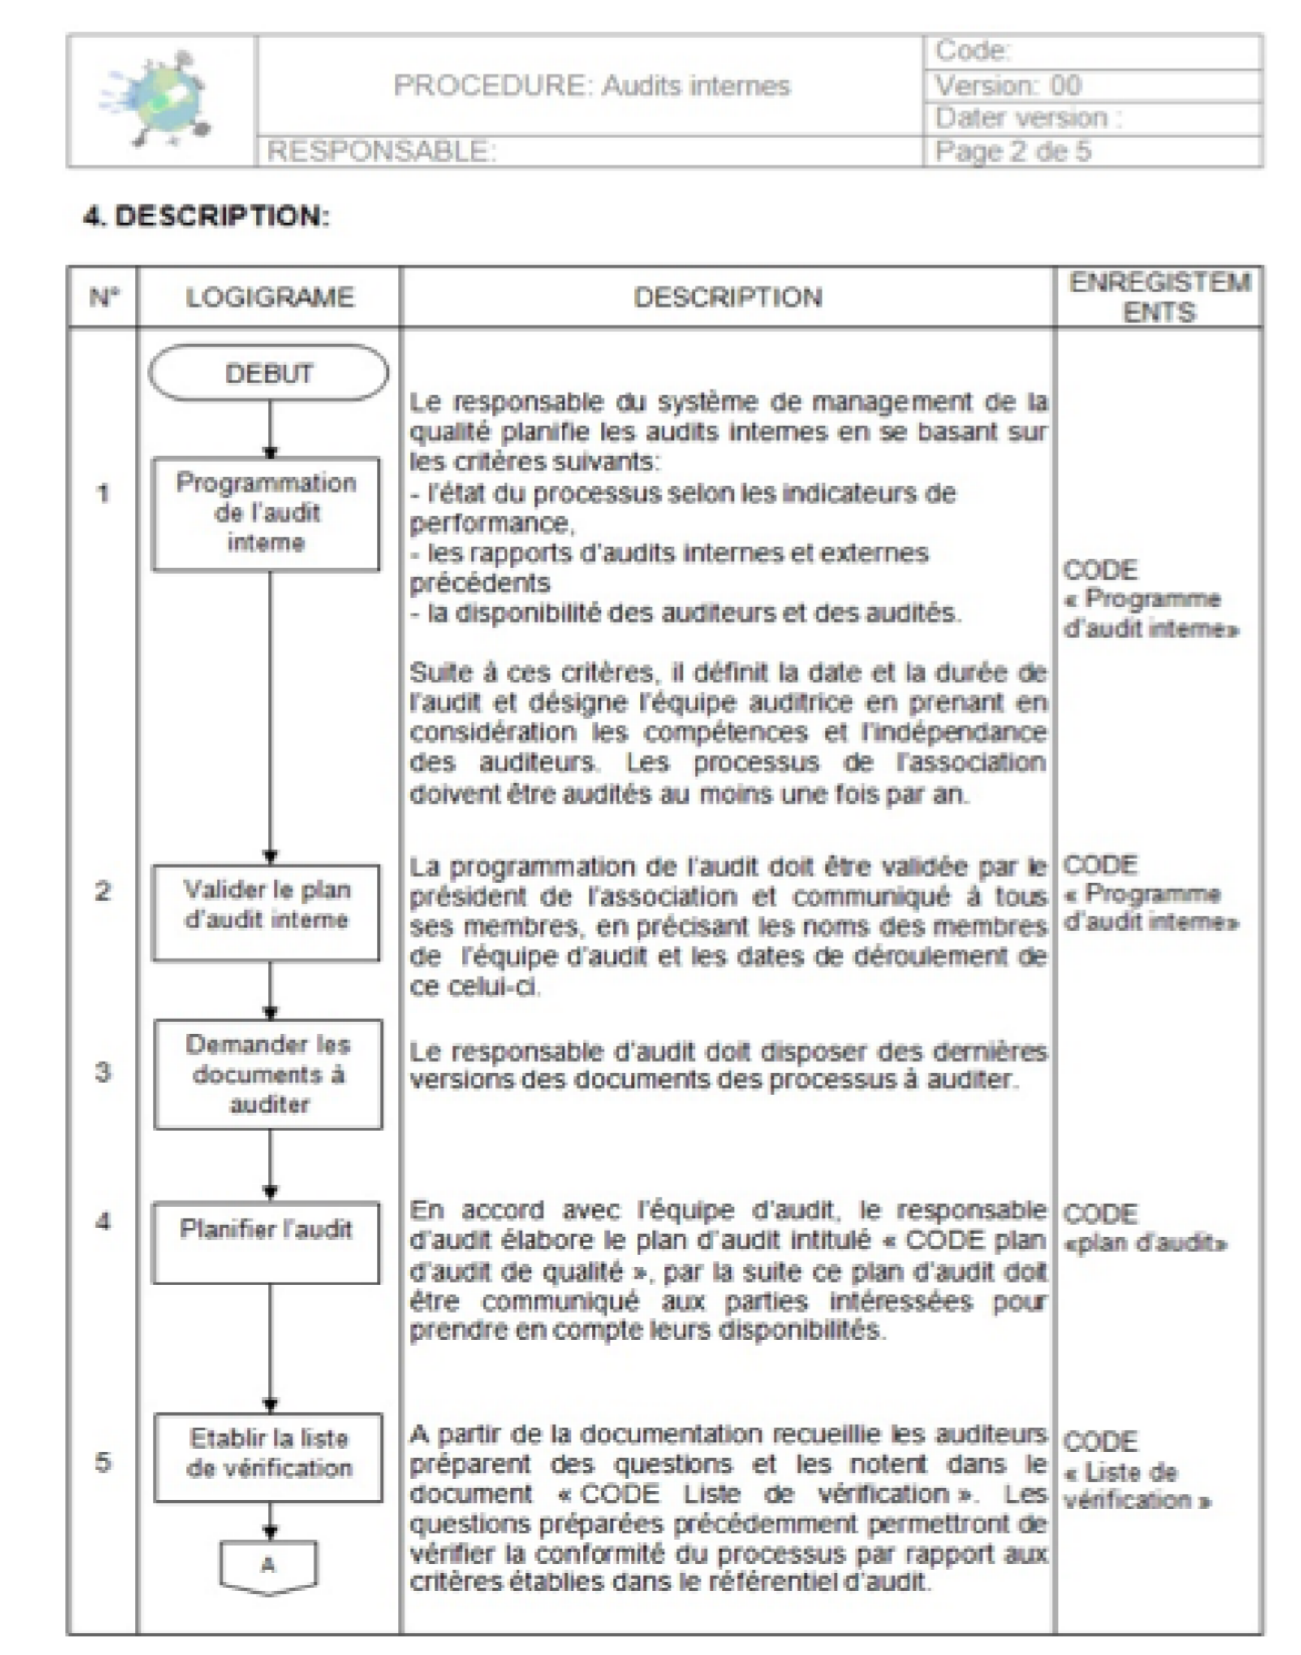 PROCEDURE: Audits internes
Code:
Version: 00
Dater version :
RESPONSABLE:
Page 2 de 5
4. DESCRIPTION:
N°
LOGIGRAME
DESCRIPTION
ENREGISTEM
ENTS
DEBUT
1
Programmation
de l'audit
interne
Le responsable du système de management de la
qualité planifie les audits internes en se basant sur
les critères suivants:
- l'état du processus selon les indicateurs de
performance,
- les rapports d'audits internes et externes
précédents
- la disponibilité des auditeurs et des audités.
Suite à ces critères, il définit la date et la durée de
l'audit et désigne l'équipe auditrice en prenant en
considération les compétences et l'indépendance
des auditeurs. Les processus de l'association
doivent être audités au moins une fois par an.
CODE
« Programme
d'audit interne»
2
Valider le plan
d'audit interne
La programmation de l'audit doit être validée par le
président de l'association et communiqué à tous
ses membres, en précisant les noms des membres
de l'équipe d'audit et les dates de déroulement de
ce celui-ci.
CODE
« Programme
d'audit interne»
3
Demander les
documents à
auditer
Le responsable d'audit doit disposer des dernières
versions des documents des processus à auditer.
4
Planifier l'audit
En accord avec l'équipe d'audit, le responsable
d'audit élabore le plan d'audit intitulé « CODE plan
d'audit de qualité », par la suite ce plan d'audit doit
être communiqué aux parties intéressées pour
prendre en compte leurs disponibilités.
CODE
«plan d'audit»
5
Etablir la liste
de vérification
A partir de la documentation recueillie les auditeurs
préparent des questions et les notent dans le
document « CODE Liste de vérification ». Les
questions préparées précédemment permettront de
vérifier la conformité du processus par rapport aux
critères établies dans le référentiel d'audit.
CODE
« Liste de
vérification »
A